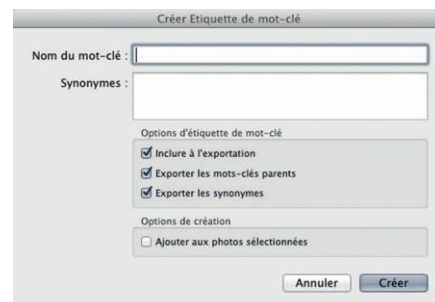 Créer Etiquette de mot-clé
Nom du mot-clé :
Synonymes :
Options d'étiquette de mot-clé
Inclure à l'exportation
Exporter les mots-clés parents
Exporter les synonymes
Options de création
Ajouter aux photos sélectionnées
Annuler Créer